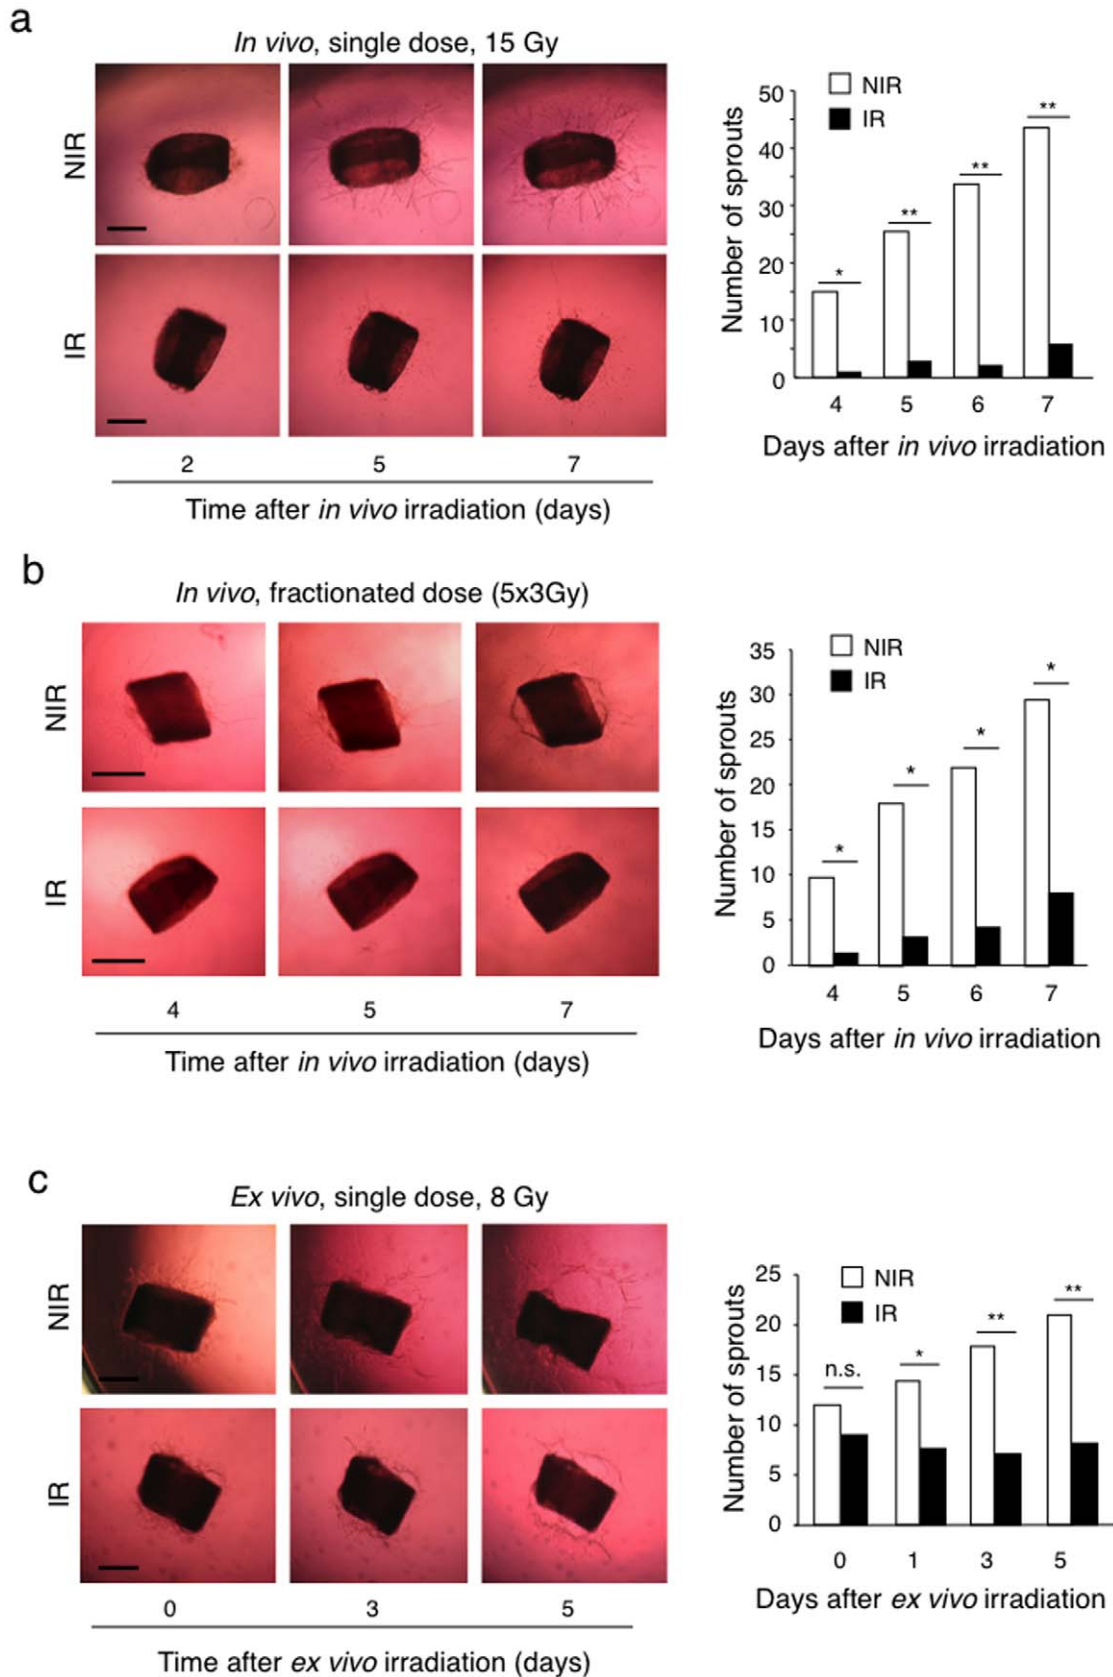 a
In vivo, single dose, 15 Gy
NIR
IR
2 5 7
Time after in vivo irradiation (days)
NIR
IR
Number of sprouts
50
40
30
20
10
0
*
**
**
**
4 5 6 7
Days after in vivo irradiation
b
In vivo, fractionated dose (5x3Gy)
NIR
IR
4 5 7
Time after in vivo irradiation (days)
NIR
IR
Number of sprouts
35
30
25
20
15
10
5
0
*
*
*
*
4 5 6 7
Days after in vivo irradiation
c
Ex vivo, single dose, 8 Gy
NIR
IR
0 3 5
Time after ex vivo irradiation (days)
NIR
IR
Number of sprouts
25
20
15
10
5
0
n.s.
*
**
**
0 1 3 5
Days after ex vivo irradiation